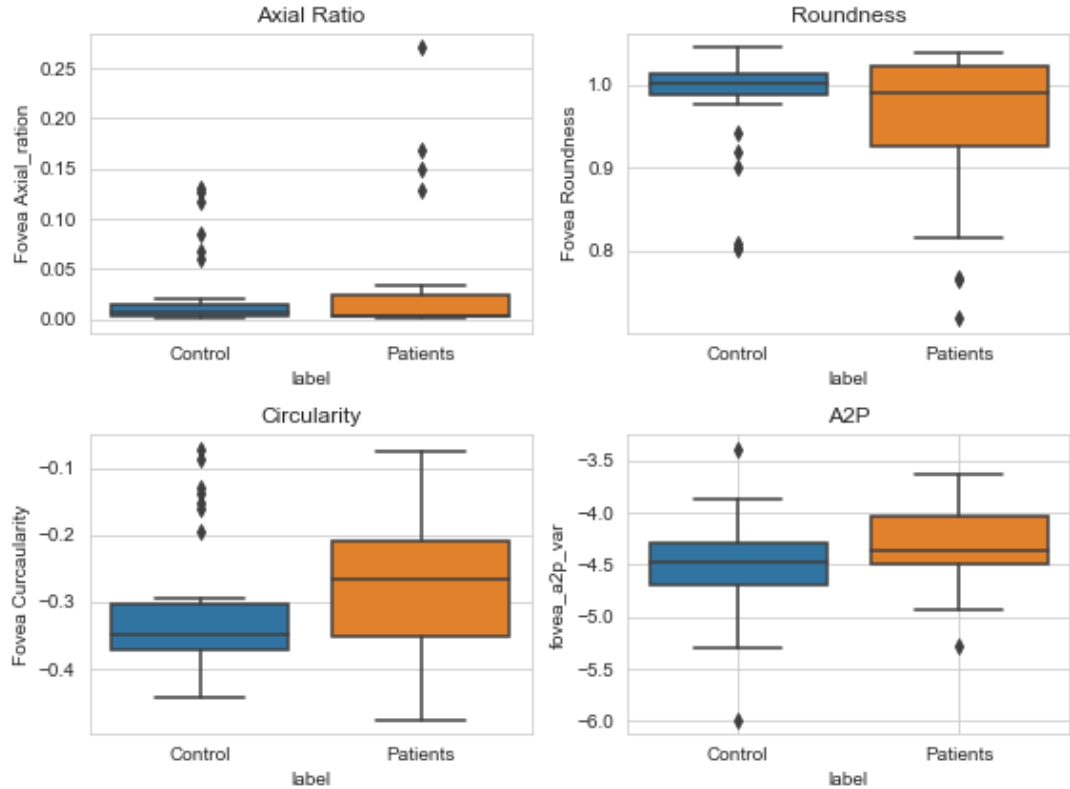 Axial Ratio
Fovea Axial_ration
0.25
0.20
0.15
0.10
0.05
0.00
Control Patients
label
Roundness
Fovea Roundness
1.0
0.9
0.8
Control Patients
label
Circularity
Fovea Curcaularity
−0.1
−0.2
−0.3
−0.4
Control Patients
label
A2P
fovea_a2p_var
−3.5
−4.0
−4.5
−5.0
−5.5
−6.0
Control Patients
label